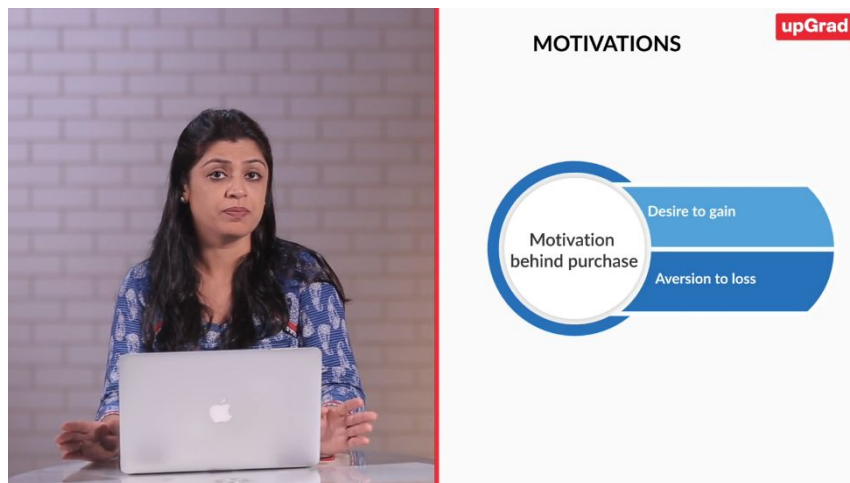 upGrad
MOTIVATIONS
Motivation
behind purchase
Desire to gain
Aversion to loss